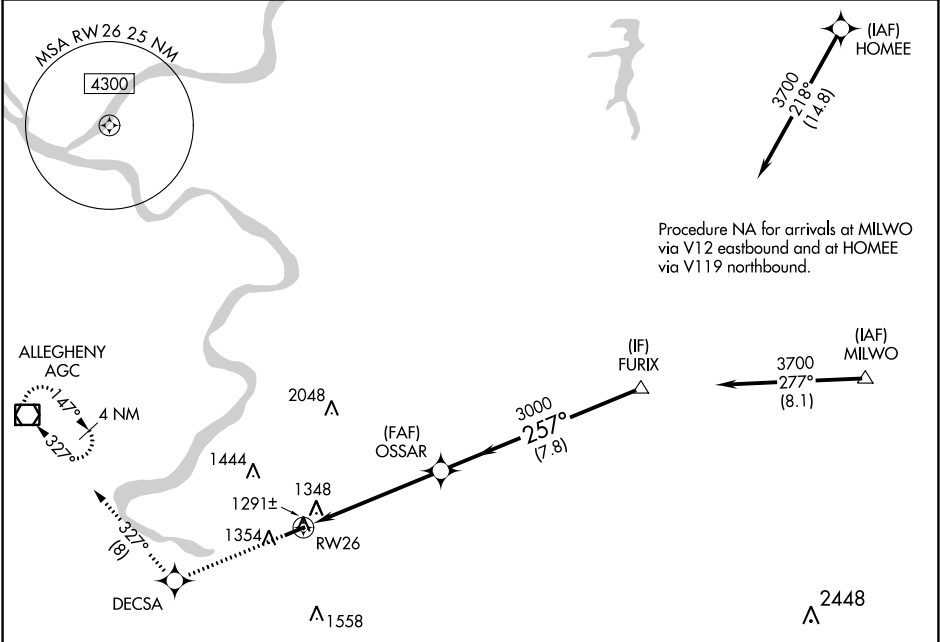 MSA RW26 25 NM
4300
(IAF)
HOMEE
3700
218°
(14.8)
Procedure NA for arrivals at MILWO
via V12 eastbound and at HOMEE
via V119 northbound.
ALLEGHENY
AGC
147°
4 NM
327°
(IF)
FURIX
(IAF)
MILWO
3700
277°
(8.1)
2048
(FAF)
OSSAR
3000
257°
(7.8)
1444
1291±
1348
1354
RW26
327°
(8)
DECSA
1558
2448